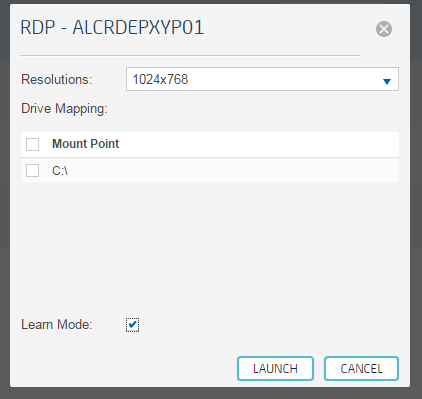 RDP - ALCRDEPXYP01
Resolutions: 1024x768
Drive Mapping:
Mount Point
C:\
Learn Mode:
LAUNCH CANCEL